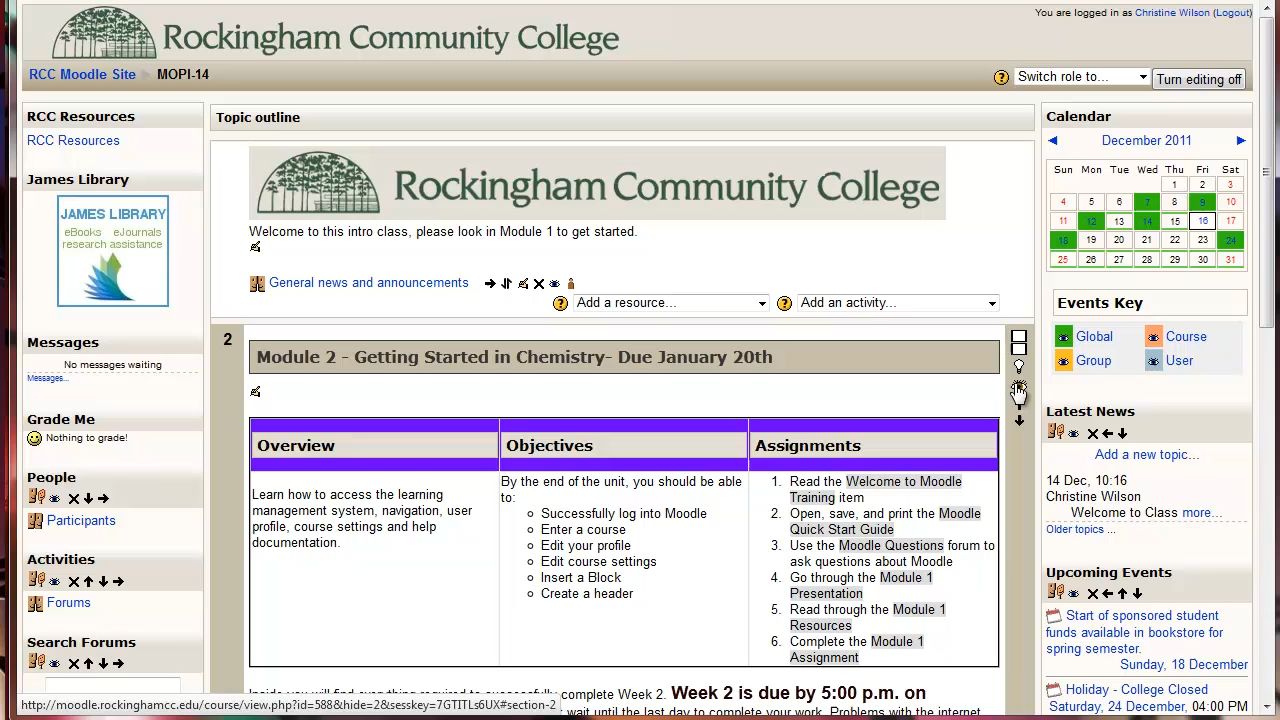 Rockingham Community College
You are logged in as Christine Wilson (Logout)
RCC Moodle Site MOPI-14
Switch role to...
Turn editing off
RCC Resources
RCC Resources
James Library
JAMES LIBRARY
eBooks eJournals
research assistance
Messages
No messages waiting
Messages...
Grade Me
Nothing to grade!
People
Participants
Activities
Forums
Search Forums
Topic outline
Rockingham Community College
Welcome to this intro class, please look in Module 1 to get started.
General news and announcements
Add a resource...
Add an activity...
2
Module 2 - Getting Started in Chemistry- Due January 20th
Overview
Learn how to access the learning
management system, navigation, user
profile, course settings and help
documentation.
Objectives
By the end of the unit, you should be able
to:
Successfully log into Moodle
Enter a course
Edit your profile
Edit course settings
Insert a Block
Create a header
Assignments
1. Read the Welcome to Moodle
Training item
2. Open, save, and print the Moodle
Quick Start Guide
3. Use the Moodle Questions forum to
ask questions about Moodle
4. Go through the Module 1
Presentation
5. Read through the Module 1
Resources
6. Complete the Module 1
Assignment
complete Week 2. Week 2 is due by 5:00 p.m. on
wait until the last day to complete your work. Problems with the internet
http://moodle.rockinghamcc.edu/course/view.php?id=588&hide=2&sesskey=7GTITLs6UX#section-2
Calendar
December 2011
Sun Mon Tue Wed Thu Fri Sat
1 2 3
4 5 6 7 8 9 10
11 12 13 14 15 16 17
18 19 20 21 22 23 24
25 26 27 28 29 30 31
Events Key
Global Course
Group User
Latest News
Add a new topic...
14 Dec, 10:16
Christine Wilson
Welcome to Class more...
Older topics ...
Upcoming Events
Start of sponsored student
funds available in bookstore for
spring semester.
Sunday, 18 December
Holiday - College Closed
Saturday, 24 December, 04:00 PM